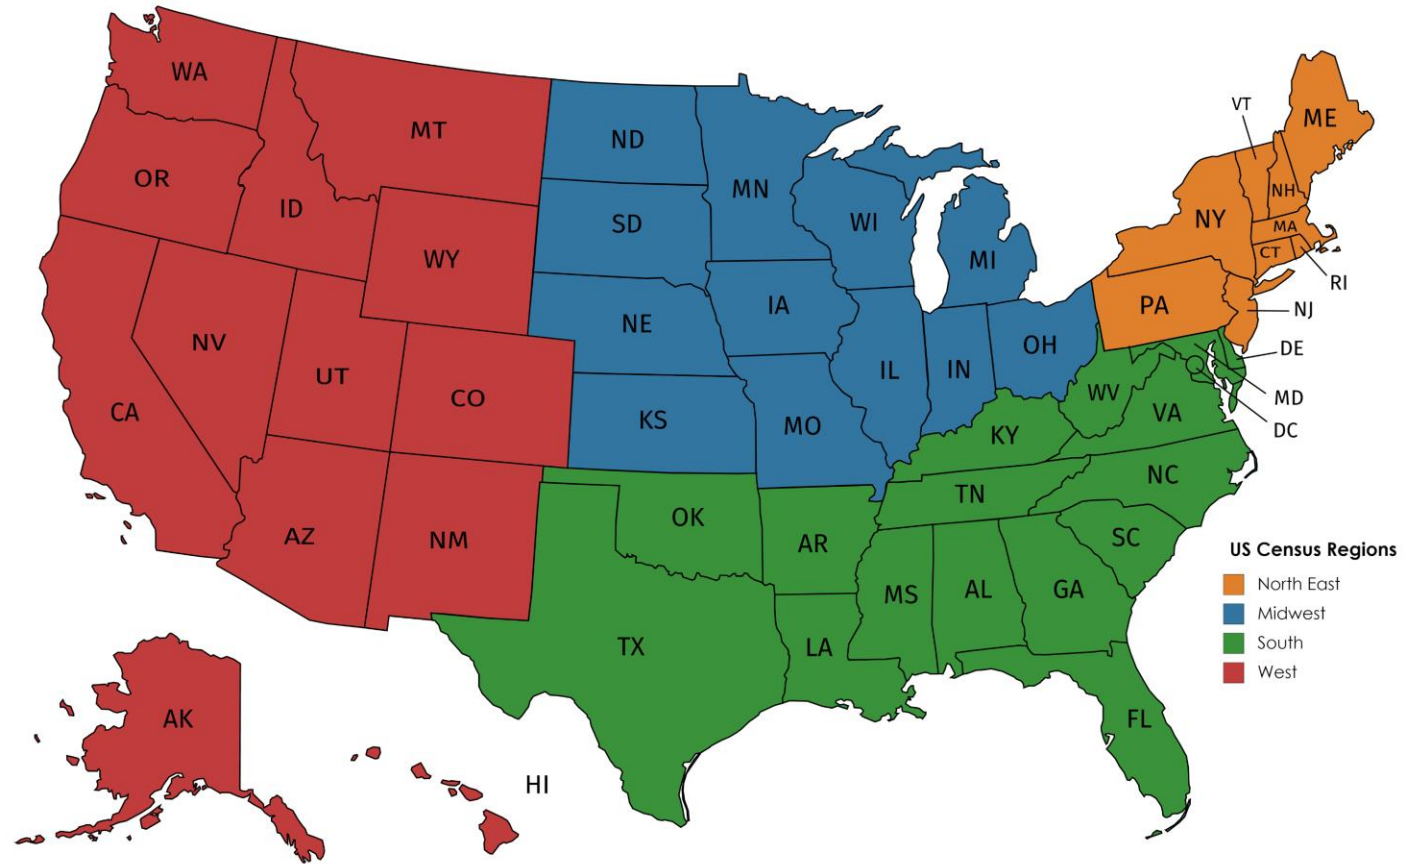 WA
MT
ND
MN
VT
ME
OR
ID
SD
WI
NY
NH
MA
CT
WY
MI
RI
IA
PA
NJ
NE
NV
UT
CO
IL
IN
OH
DE
MD
DC
CA
KS
MO
WV
VA
KY
NC
TN
AZ
NM
OK
AR
SC
MS
AL
GA
TX
LA
US Census Regions
North East
Midwest
South
West
AK
HI
FL